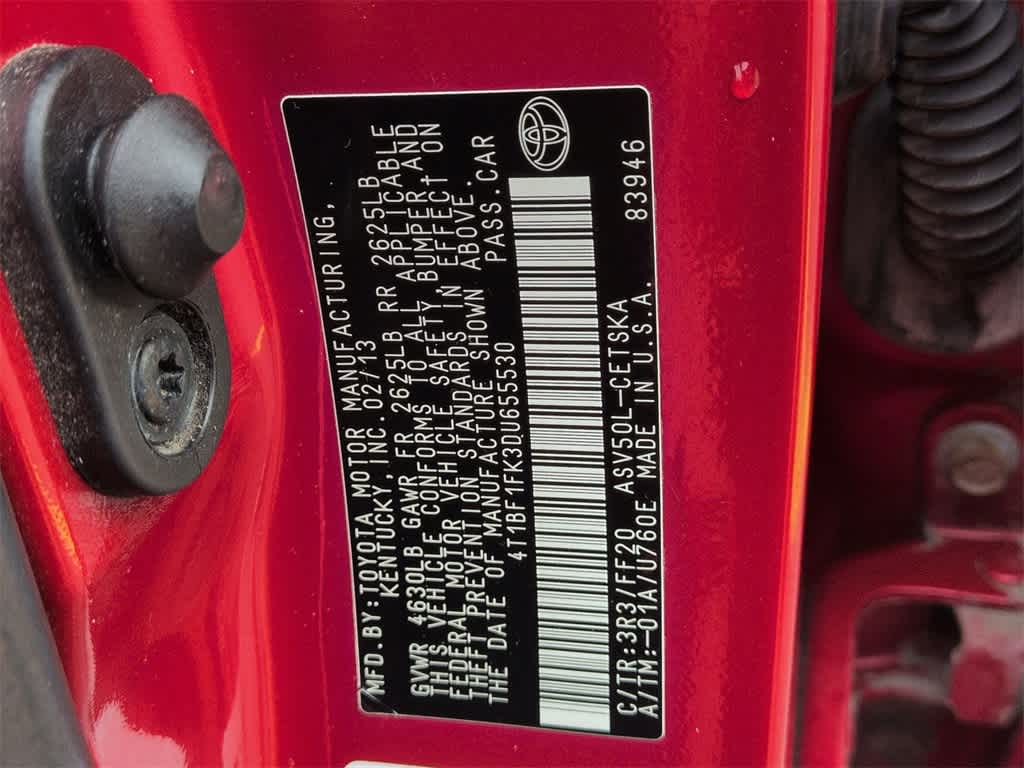 MFD.BY:TOYOTA MOTOR MANUFACTURING,
KENTUCKY,INC.02/13
GVWR 4630LB GAWR FR 2625LB RR 2625LB
THIS VEHICLE CONFORMS TO ALL APPLICABLE
FEDERAL MOTOR VEHICLE SAFETY,BUMPER,AND
THEFT PREVENTION STANDARDS IN EFFECT ON
THE DATE OF MANUFACTURE SHOWN ABOVE.
4T1BF1FK3DU655530 PASS.CAR
C/TR:3R3/FF20 ASV50L-CETSKA 83946
A/TM:-01A/U760E MADE IN U.S.A.